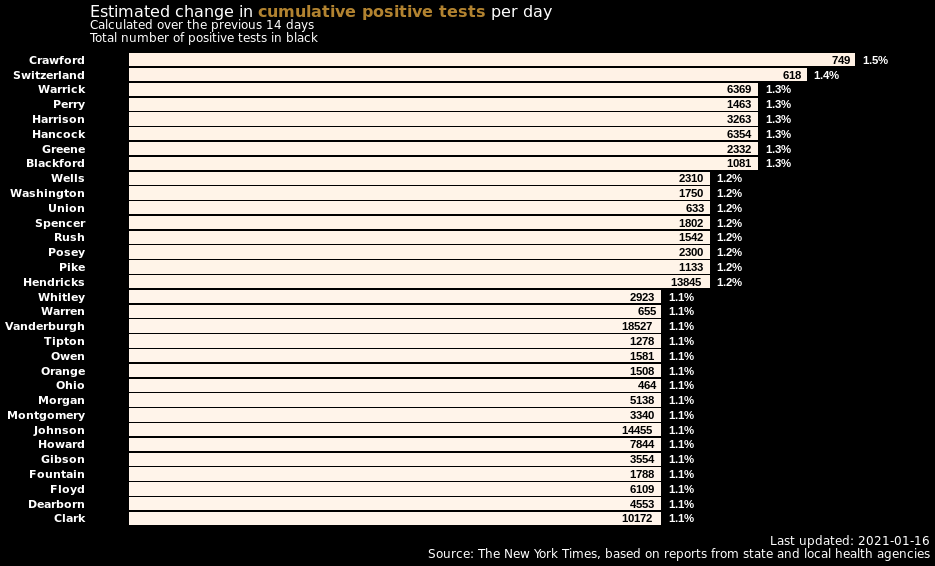 Estimated change in cumulative positive tests per day
Calculated over the previous 14 days
Total number of positive tests in black
Crawford 749 1.5%
Switzerland 618 1.4%
Warrick 6369 1.3%
Perry 1463 1.3%
Harrison 3263 1.3%
Hancock 6354 1.3%
Greene 2332 1.3%
Blackford 1081 1.3%
Wells 2310 1.2%
Washington 1750 1.2%
Union 633 1.2%
Spencer 1802 1.2%
Rush 1542 1.2%
Posey 2300 1.2%
Pike 1133 1.2%
Hendricks 13845 1.2%
Whitley 2923 1.1%
Warren 655 1.1%
Vanderburgh 18527 1.1%
Tipton 1278 1.1%
Owen 1581 1.1%
Orange 1508 1.1%
Ohio 464 1.1%
Morgan 5138 1.1%
Montgomery 3340 1.1%
Johnson 14455 1.1%
Howard 7844 1.1%
Gibson 3554 1.1%
Fountain 1788 1.1%
Floyd 6109 1.1%
Dearborn 4553 1.1%
Clark 10172 1.1%
Last updated: 2021-01-16
Source: The New York Times, based on reports from state and local health agencies